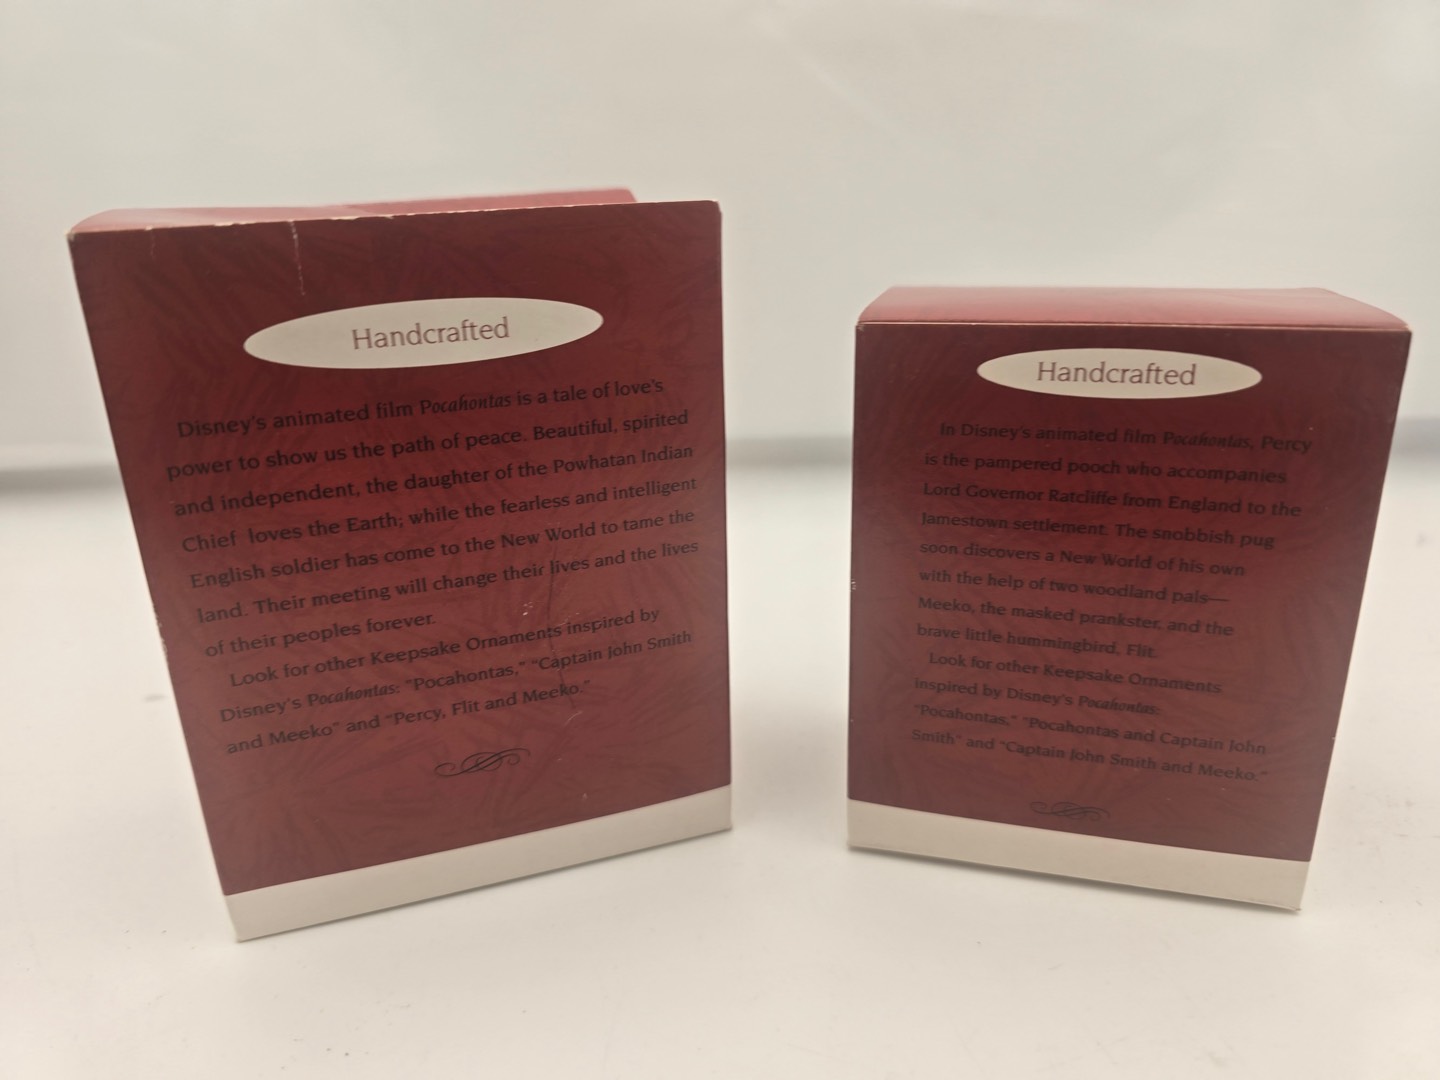 Handcrafted
Disney's animated film Pocahontas is a tale of love's
power to show us the path of peace. Beautiful, spirited
and independent, the daughter of the Powhatan Indian
Chief loves the Earth; while the fearless and intelligent
English soldier has come to the New World to tame the
land. Their meeting will change their lives and the lives
of their peoples forever.
Look for other Keepsake Ornaments inspired by
Disney's Pocahontas: "Pocahontas," "Captain John Smith
and Meeko" and "Percy, Flit and Meeko."
Handcrafted
In Disney's animated film Pocahontas, Percy
is the pampered pooch who accompanies
Lord Governor Ratcliffe from England to the
Jamestown settlement. The snobbish pug
soon discovers a New World of his own
with the help of two woodland pals—
Meeko, the masked prankster, and the
brave little hummingbird, Flit.
Look for other Keepsake Ornaments
inspired by Disney's Pocahontas:
"Pocahontas," "Pocahontas and Captain John
Smith" and "Captain John Smith and Meeko."